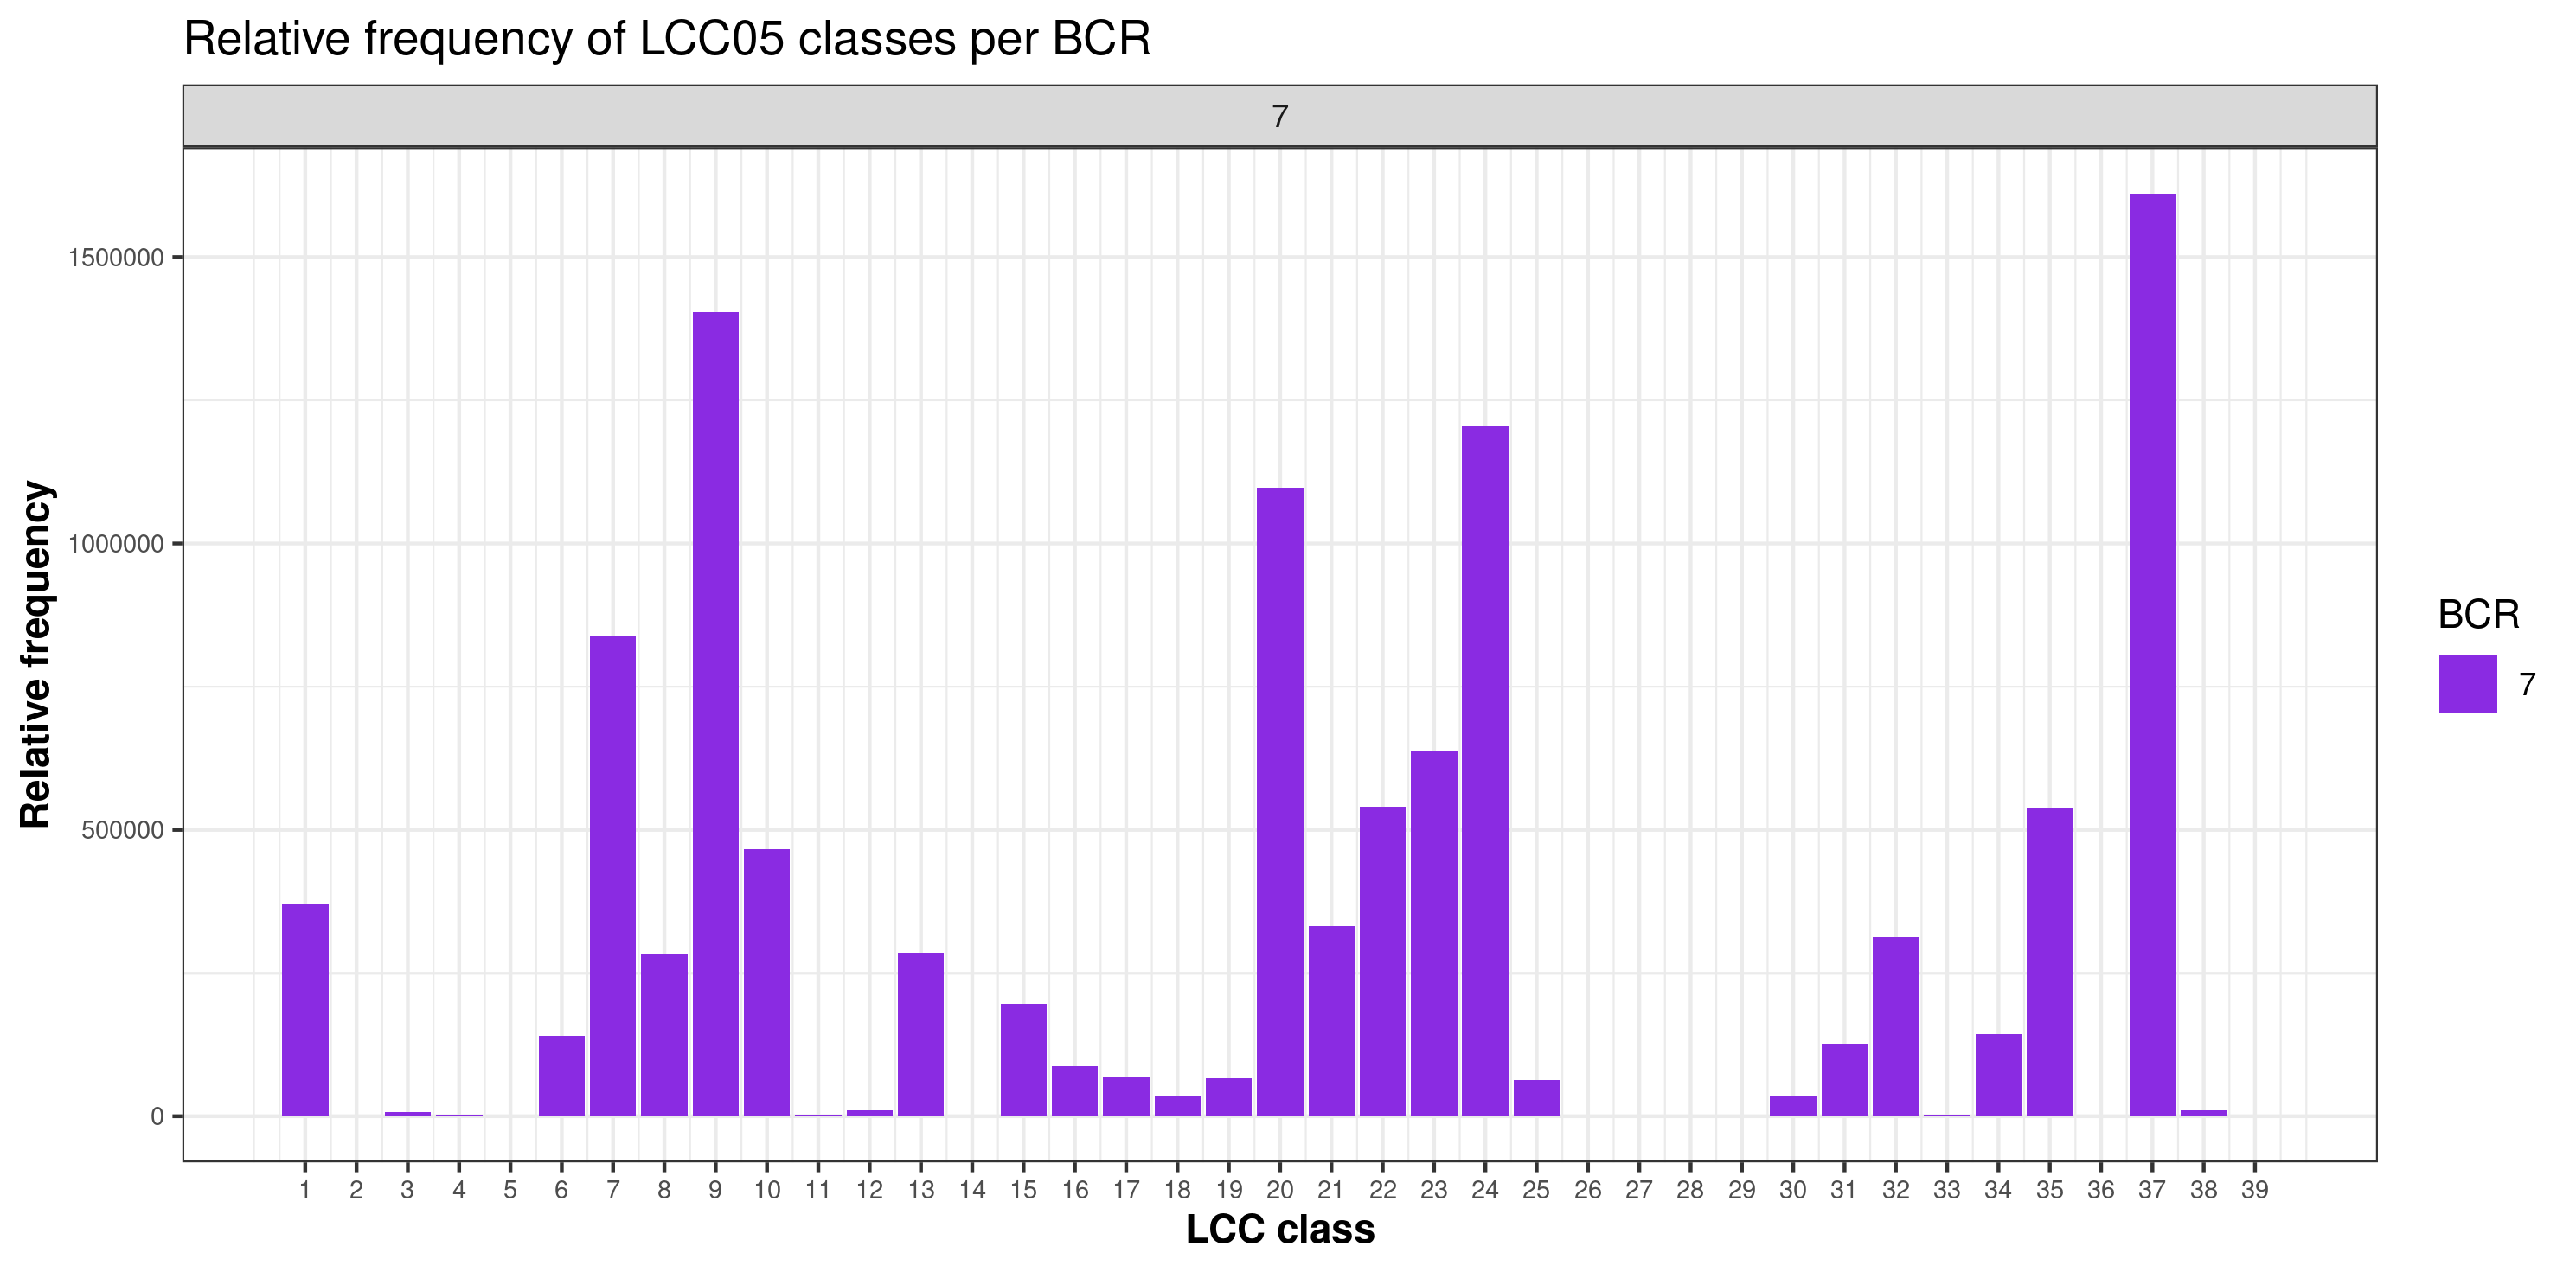 Relative frequency of LCC05 classes per BCR
7
1500000
1000000
500000
0
Relative frequency
1 2 3 4 5 6 7 8 9 10 11 12 13 14 15 16 17 18 19 20 21 22 23 24 25 26 27 28 29 30 31 32 33 34 35 36 37 38 39
LCC class
BCR
7